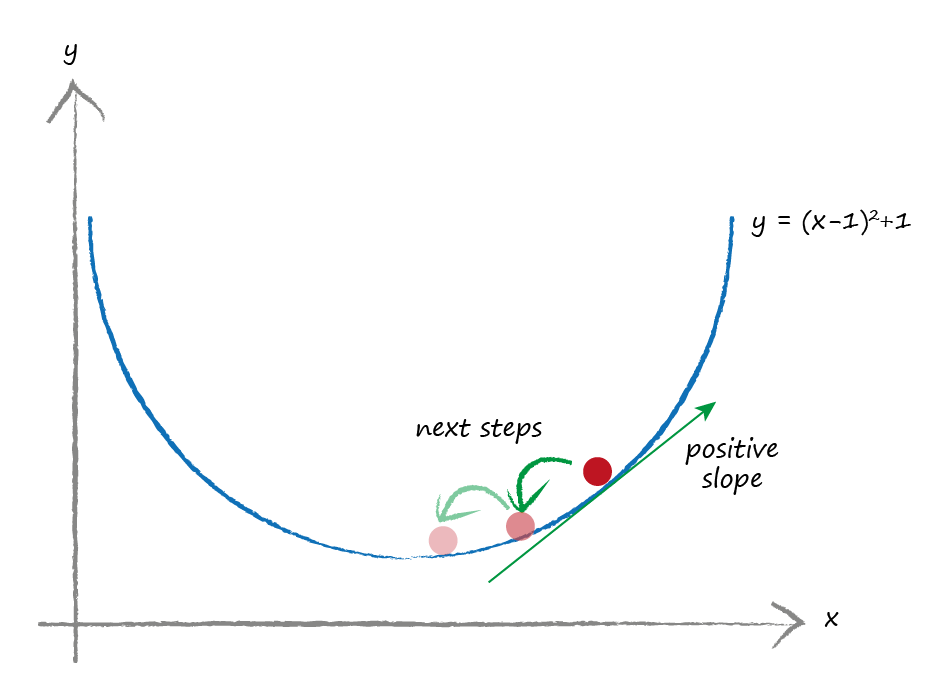 y
y = (x-1)²+1
next steps
positive
slope
x